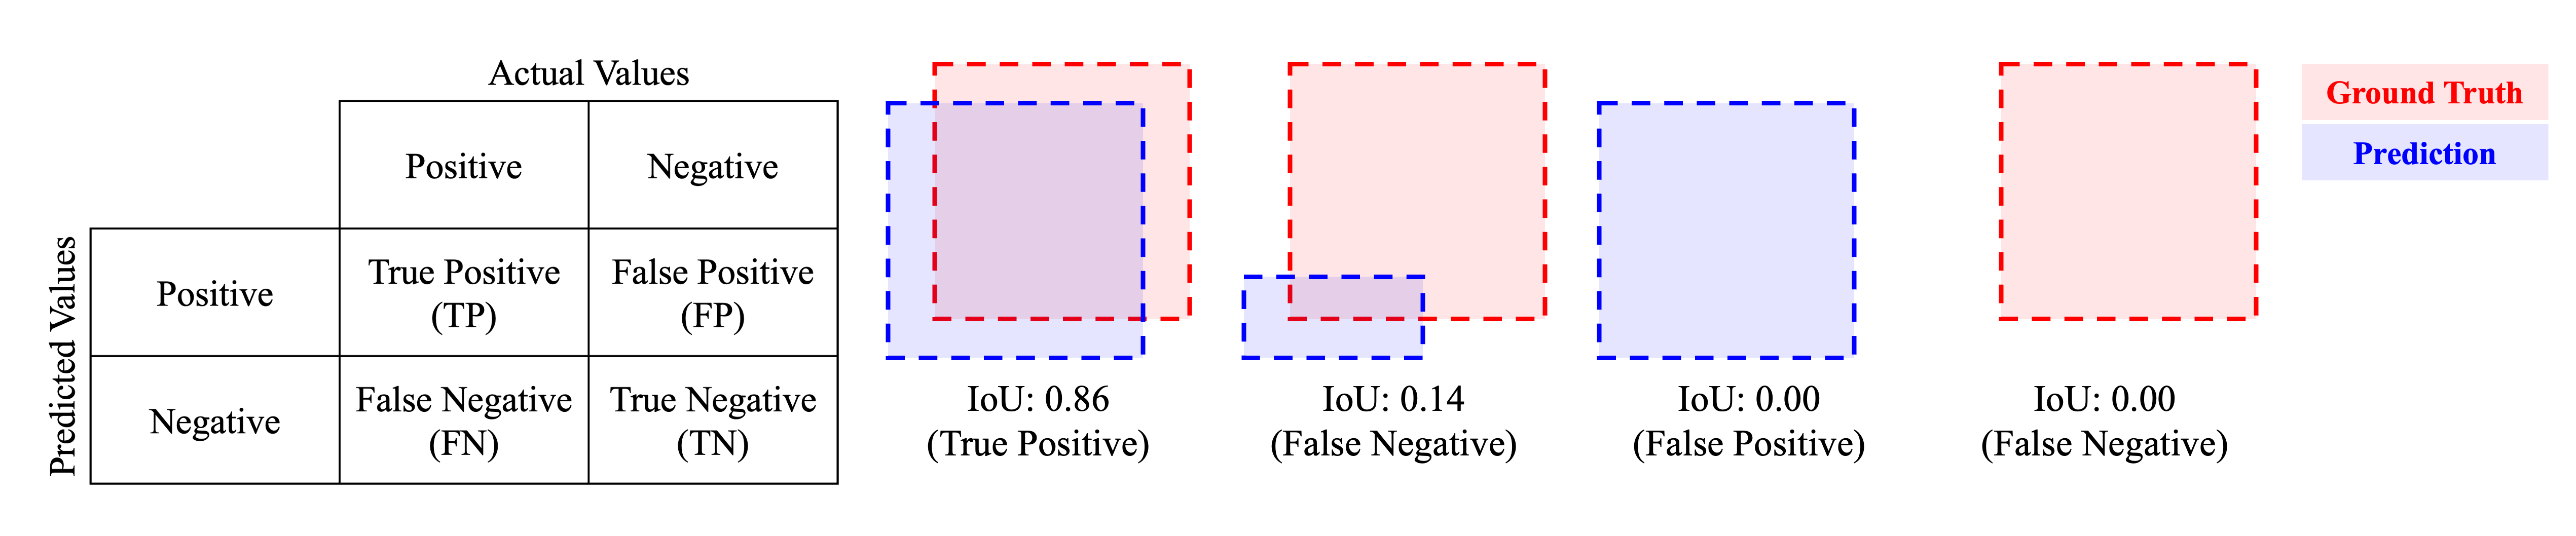 Actual Values
Positive
Negative
Predicted Values
Positive
True Positive
(TP)
False Positive
(FP)
Negative
False Negative
(FN)
True Negative
(TN)
IoU: 0.86
(True Positive)
IoU: 0.14
(False Negative)
IoU: 0.00
(False Positive)
IoU: 0.00
(False Negative)
Ground Truth
Prediction